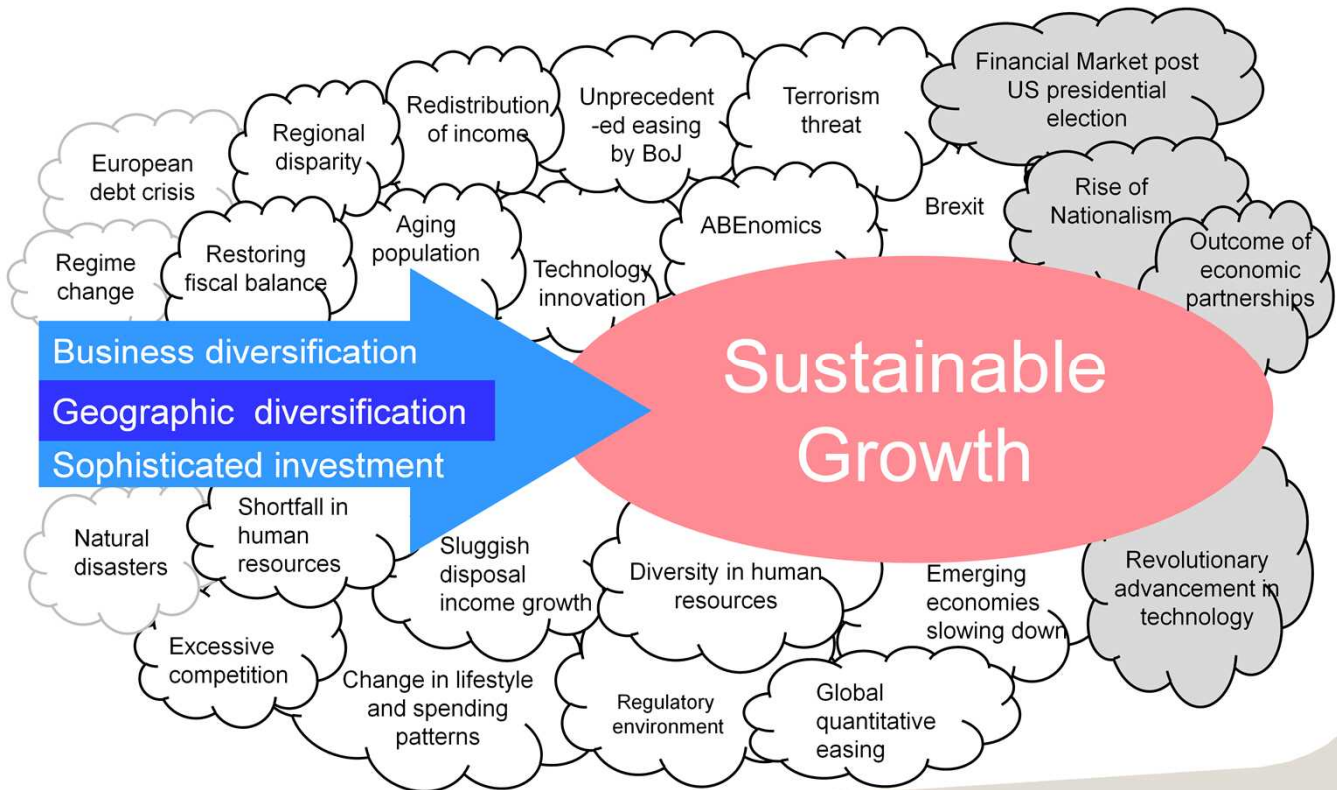 Financial Market post
US presidential
election
Unprecedent
-ed easing
by BoJ
Terrorism
threat
Redistribution
of income
Regional
disparity
European
debt crisis
Rise of
Nationalism
Brexit
ABEnomics
Aging
population
Restoring
fiscal balance
Regime
change
Technology
innovation
Outcome of
economic
partnerships
Business diversification
Geographic diversification
Sophisticated investment
Sustainable
Growth
Natural
disasters
Shortfall in
human
resources
Sluggish
disposal
income growth
Diversity in human
resources
Emerging
economies
slowing down
Revolutionary
advancement in
technology
Excessive
competition
Change in lifestyle
and spending
patterns
Regulatory
environment
Global
quantitative
easing